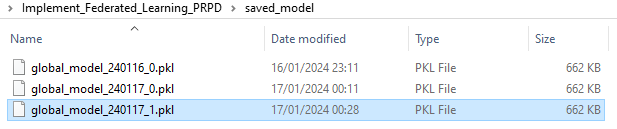 Implement_Federated_Learning_PRPD > saved_model
Name Date modified Type Size
global_model_240116_0.pkl 16/01/2024 23:11 PKL File 662 KB
global_model_240117_0.pkl 17/01/2024 00:11 PKL File 662 KB
global_model_240117_1.pkl 17/01/2024 00:28 PKL File 662 KB